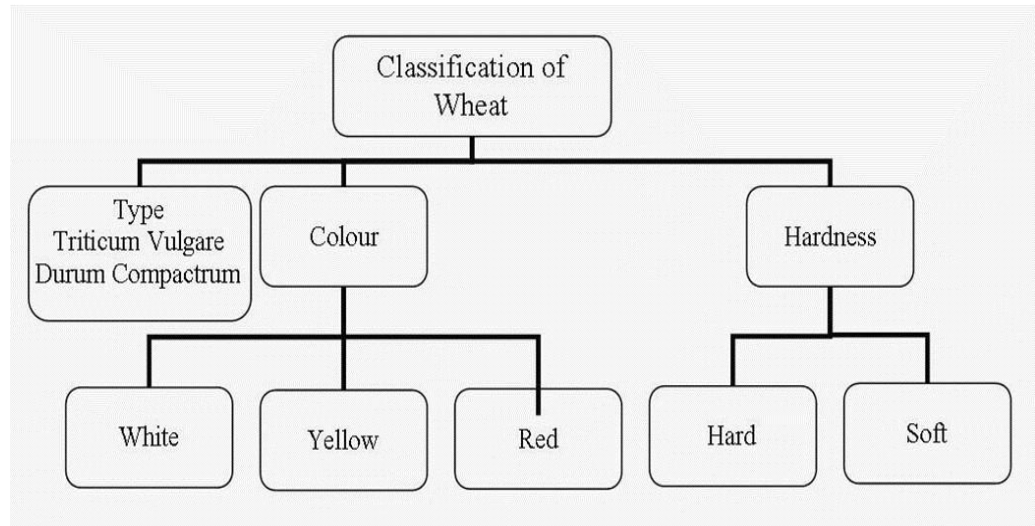 Classification of
Wheat
Type
Triticum Vulgare
Durum Compactrum
Colour
Hardness
White
Yellow
Red
Hard
Soft